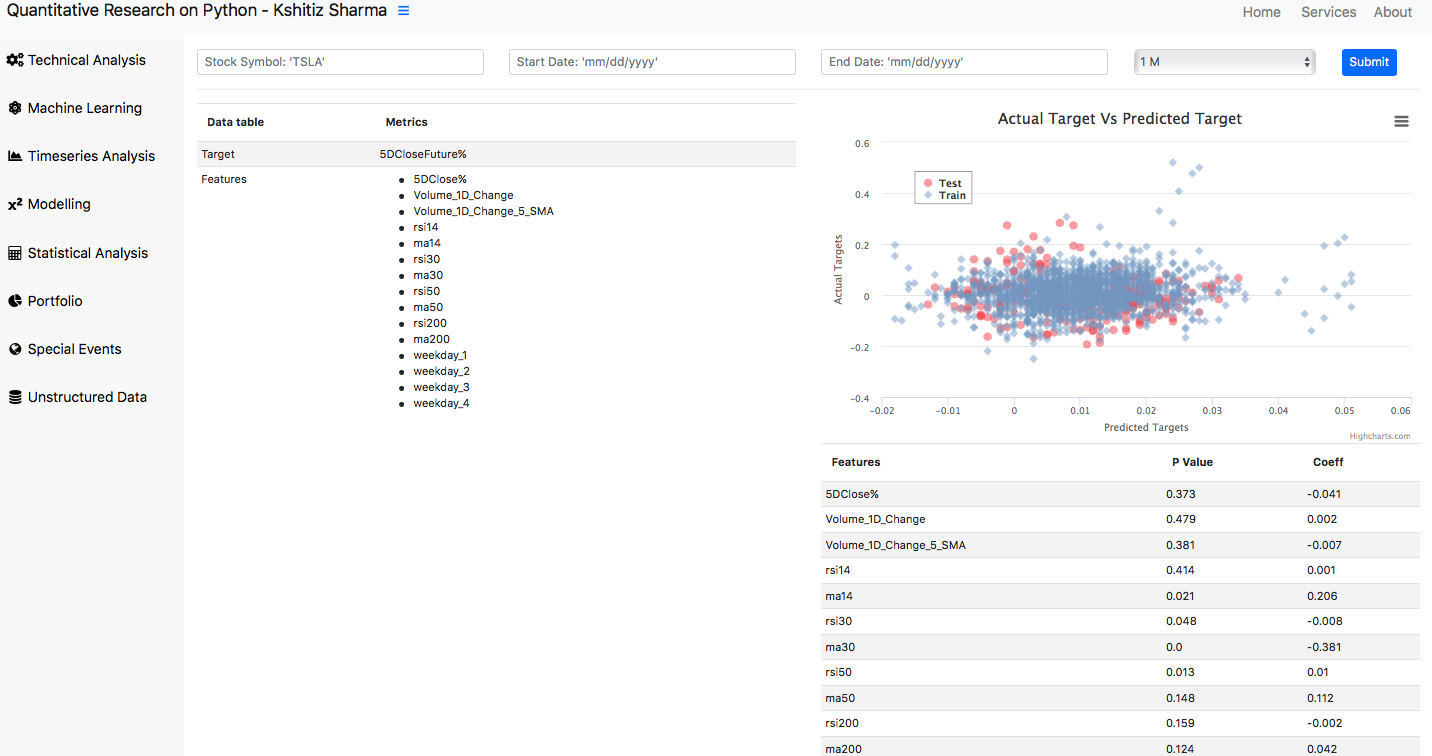 Quantitative Research on Python - Kshitiz Sharma
Home Services About
Technical Analysis
Machine Learning
Timeseries Analysis
x² Modelling
Statistical Analysis
Portfolio
Special Events
Unstructured Data
Stock Symbol: 'TSLA' Start Date: 'mm/dd/yyyy' End Date: 'mm/dd/yyyy' 1 M Submit
Data table Metrics
Target 5DCloseFuture%
Features
5DClose%
Volume_1D_Change
Volume_1D_Change_5_SMA
rsi14
ma14
rsi30
ma30
rsi50
ma50
rsi200
ma200
weekday_1
weekday_2
weekday_3
weekday_4
Actual Target Vs Predicted Target
Test
Train
Actual Targets
0.6
0.4
0.2
0
−0.2
−0.4
−0.02 −0.01 0 0.01 0.02 0.03 0.04 0.05 0.06
Predicted Targets
Highcharts.com
Features P Value Coeff
5DClose% 0.373 -0.041
Volume_1D_Change 0.479 0.002
Volume_1D_Change_5_SMA 0.381 -0.007
rsi14 0.414 0.001
ma14 0.021 0.206
rsi30 0.048 -0.008
ma30 0.0 -0.381
rsi50 0.013 0.01
ma50 0.148 0.112
rsi200 0.159 -0.002
ma200 0.124 0.042